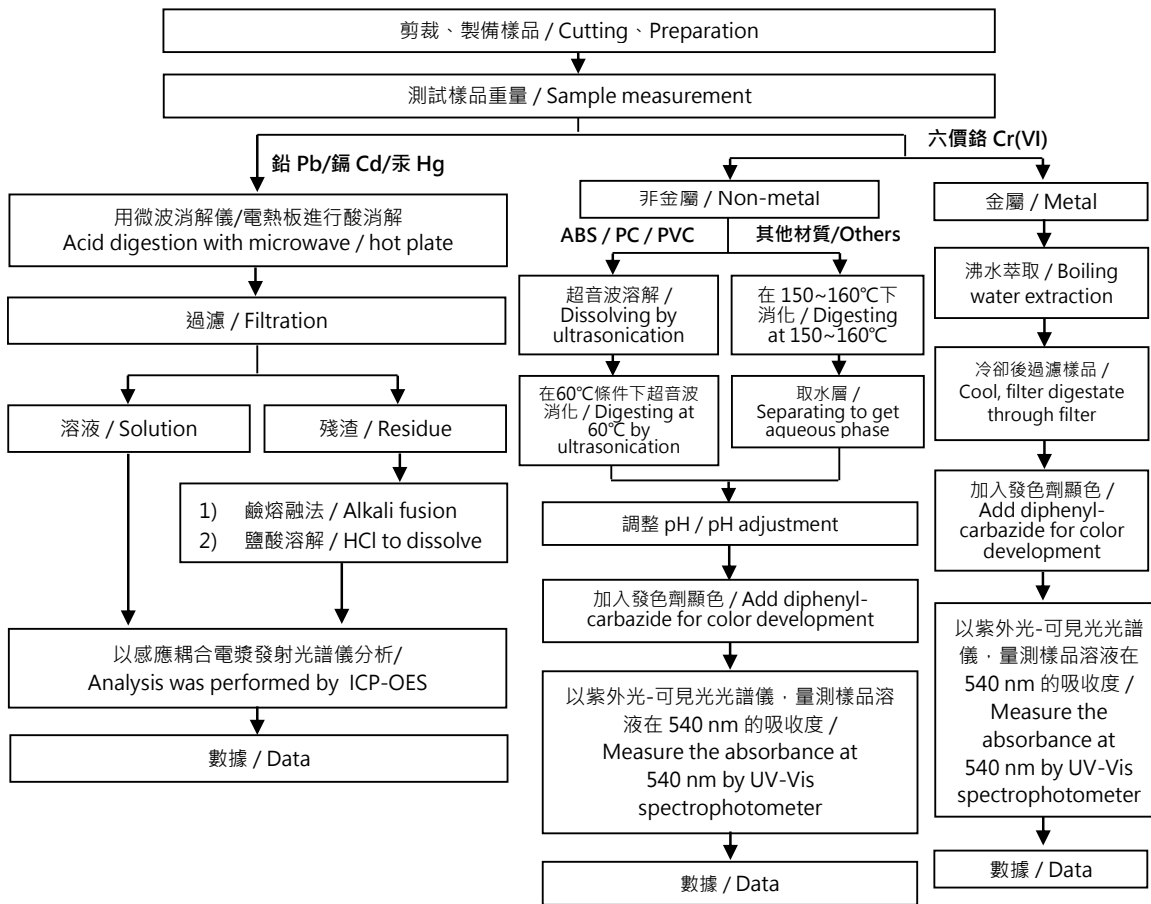 剪裁、製備樣品 / Cutting、Preparation
測試樣品重量 / Sample measurement
鉛 Pb/鎘 Cd/汞 Hg
六價鉻 Cr(VI)
用微波消解儀/電熱板進行酸消解
Acid digestion with microwave / hot plate
過濾 / Filtration
溶液 / Solution
殘渣 / Residue
1) 鹼熔融法 / Alkali fusion
2) 鹽酸溶解 / HCl to dissolve
以感應耦合電漿發射光譜儀分析/
Analysis was performed by ICP-OES
數據 / Data
非金屬 / Non-metal
ABS / PC / PVC
其他材質/Others
超音波溶解 /
Dissolving by
ultrasonication
在60℃條件下超音波
消化 / Digesting at
60℃ by
ultrasonication
在 150~160℃下
消化 / Digesting
at 150~160℃
取水層 /
Separating to get
aqueous phase
調整 pH / pH adjustment
加入發色劑顯色 / Add diphenyl-
carbazide for color development
以紫外光-可見光光譜儀，量測樣品溶
液在 540 nm 的吸收度 /
Measure the absorbance at
540 nm by UV-Vis
spectrophotometer
數據 / Data
金屬 / Metal
沸水萃取 / Boiling
water extraction
冷卻後過濾樣品 /
Cool, filter digestate
through filter
加入發色劑顯色 /
Add diphenyl-
carbazide for color
development
以紫外光-可見光光譜
儀，量測樣品溶液在
540 nm 的吸收度 /
Measure the
absorbance at
540 nm by UV-Vis
spectrophotometer
數據 / Data